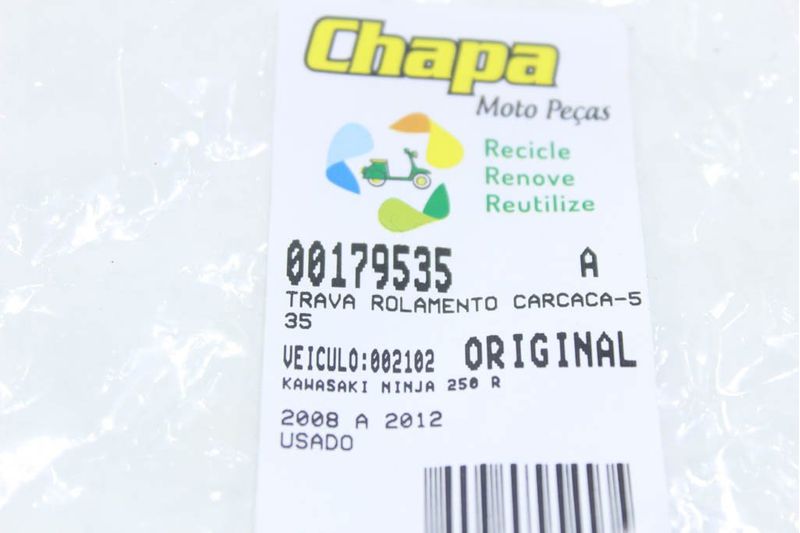 Chapa
Moto Peças
Recicle
Renove
Reutilize
00179535 A
TRAVA ROLAMENTO CARCACA-5
35
VEICULO:002102 ORIGINAL
KAWASAKI NINJA 250 R
2008 A 2012
USADO